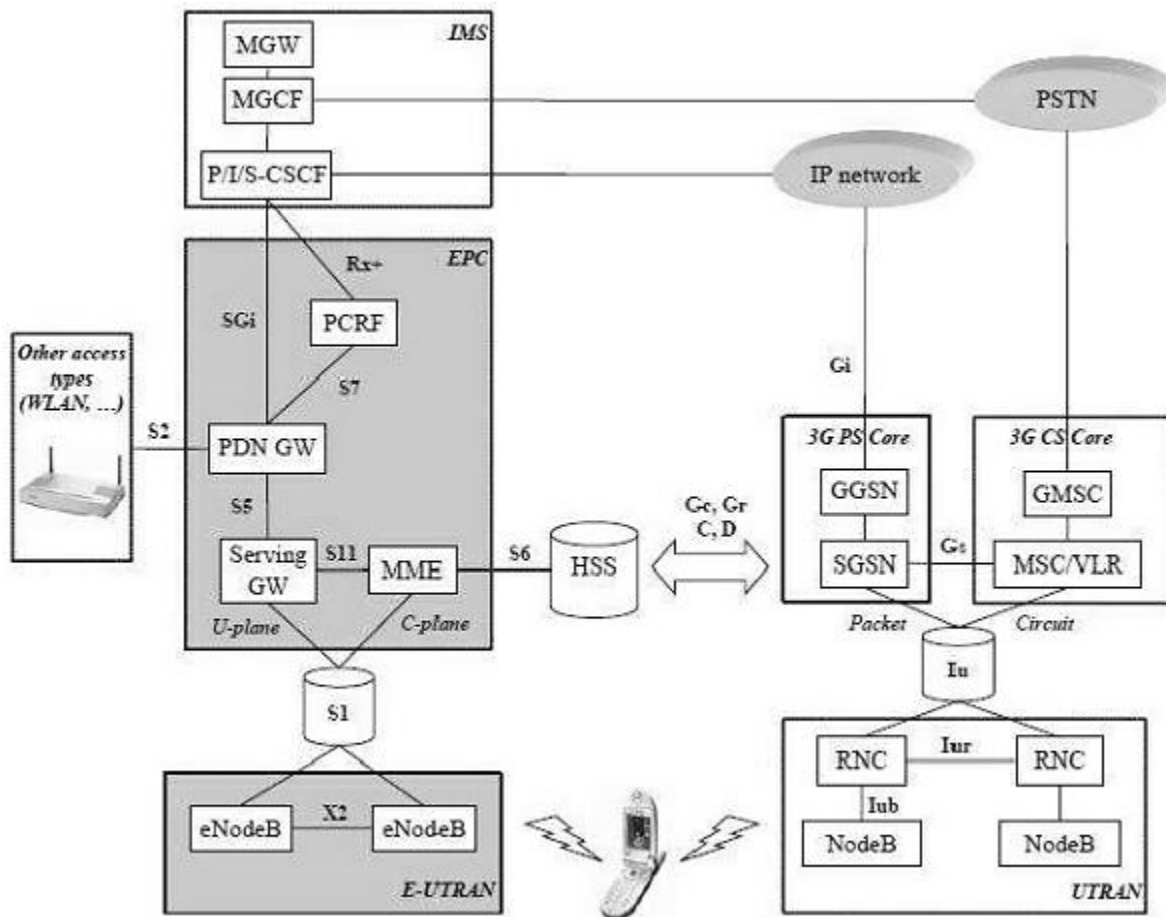 IMS
MGW
MGCF
P/I/S-CSCF
PSTN
IP network
EPC
Rx+
SGi
PCRF
S7
Other access
types
(WLAN, ...)
S2
PDN GW
S5
Serving
GW
S11
MME
S6
HSS
U-plane
C-plane
Gc, Gr
C, D
Gi
3G PS Core
GGSN
SGSN
Gs
3G CS Core
GMSC
MSC/VLR
Packet
Circuit
S1
Iu
eNodeB
X2
eNodeB
E-UTRAN
RNC
Iur
RNC
Iub
NodeB
NodeB
UTRAN